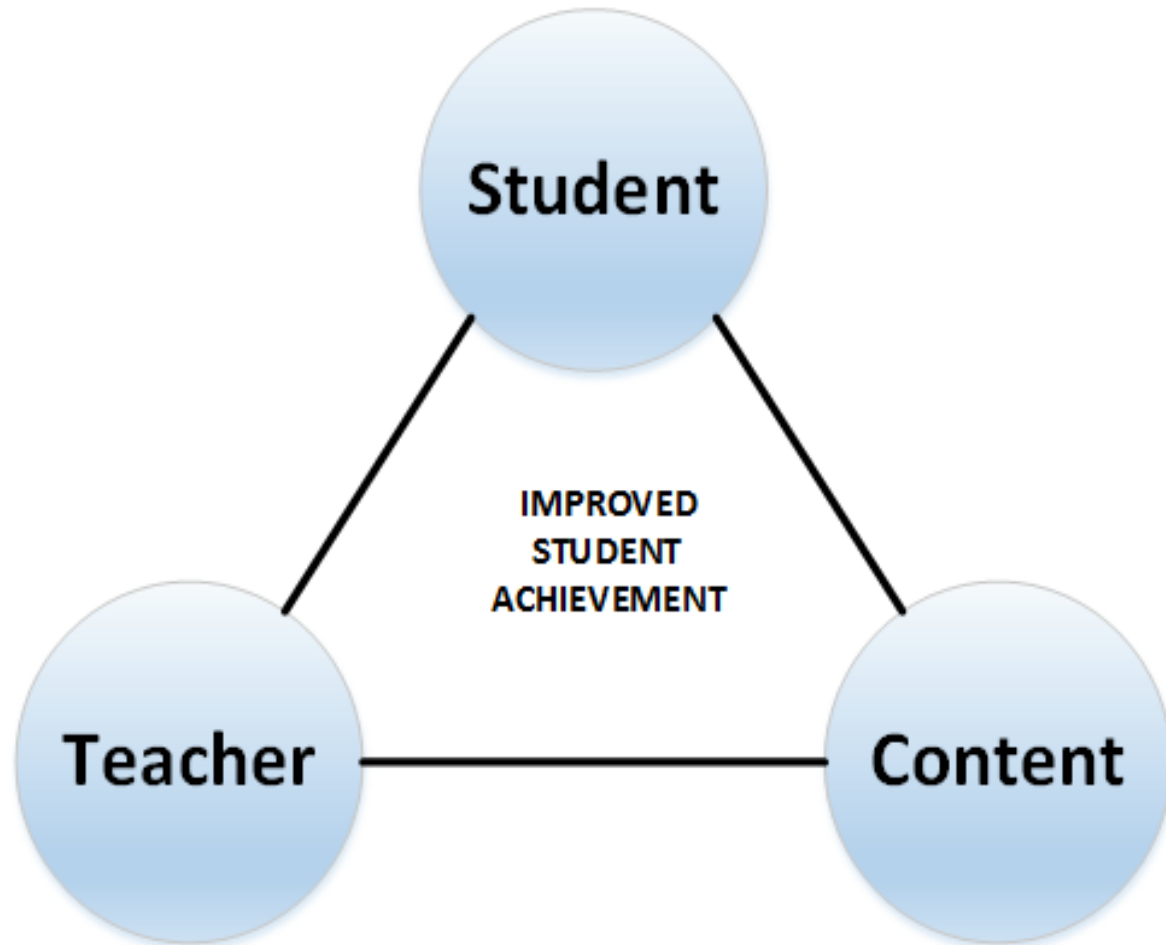 Student
IMPROVED
STUDENT
ACHIEVEMENT
Teacher
Content